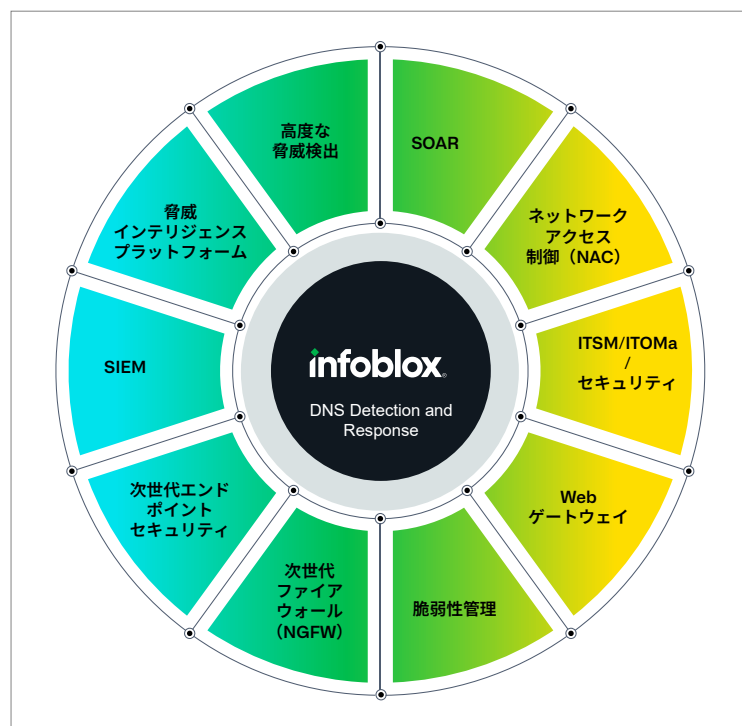 高度な
脅威検出
SOAR
ネットワーク
アクセス
制御（NAC）
ITSM/ITOMa
/
セキュリティ
Web
ゲートウェイ
脆弱性管理
次世代
ファイア
ウォール
（NGFW）
次世代エンド
ポイント
セキュリティ
SIEM
脅威
インテリジェンス
プラットフォーム
infoblox®
DNS Detection and
Response